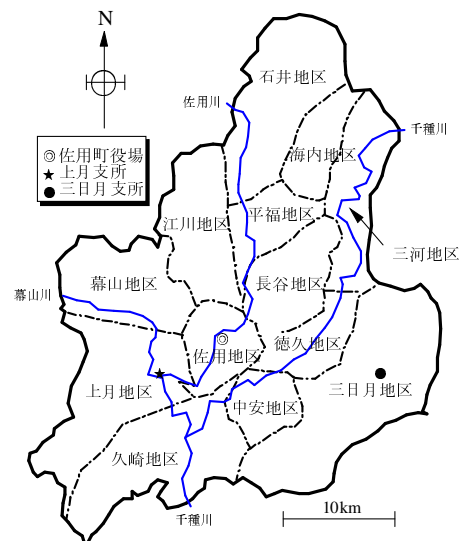 N
石井地区
佐用川
千種川
◎佐用町役場
★上月支所
●三日月支所
海内地区
江川地区
平福地区
三河地区
幕山地区
長谷地区
幕山川
佐用地区
徳久地区
上月地区
三日月地区
中安地区
久崎地区
千種川
10km